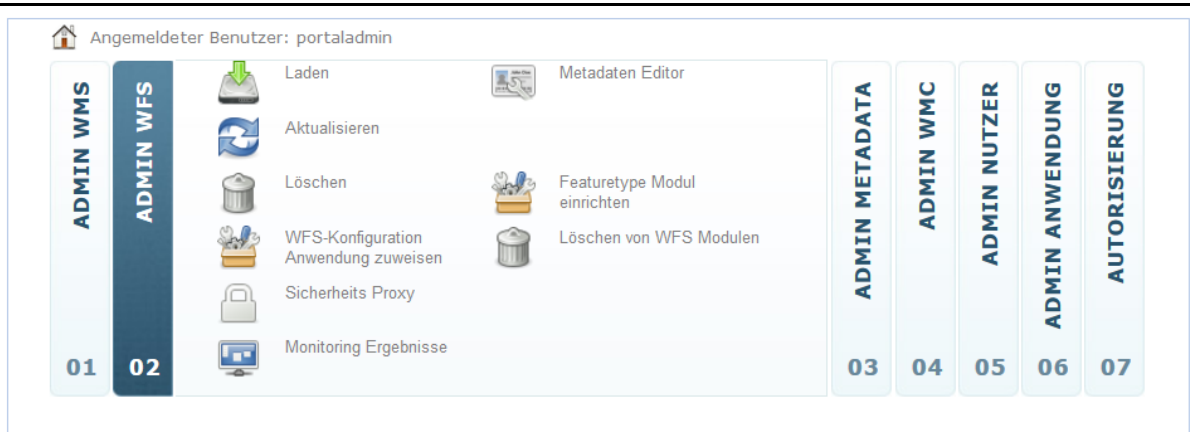 Angemeldeter Benutzer: portaladmin
ADMIN WMS
01
ADMIN WFS
02
Laden
Aktualisieren
Löschen
WFS-Konfiguration
Anwendung zuweisen
Sicherheits Proxy
Monitoring Ergebnisse
Metadaten Editor
Featuretype Modul
einrichten
Löschen von WFS Modulen
ADMIN METADATA
03
ADMIN WMC
04
ADMIN NUTZER
05
ADMIN ANWENDUNG
06
AUTORISIERUNG
07